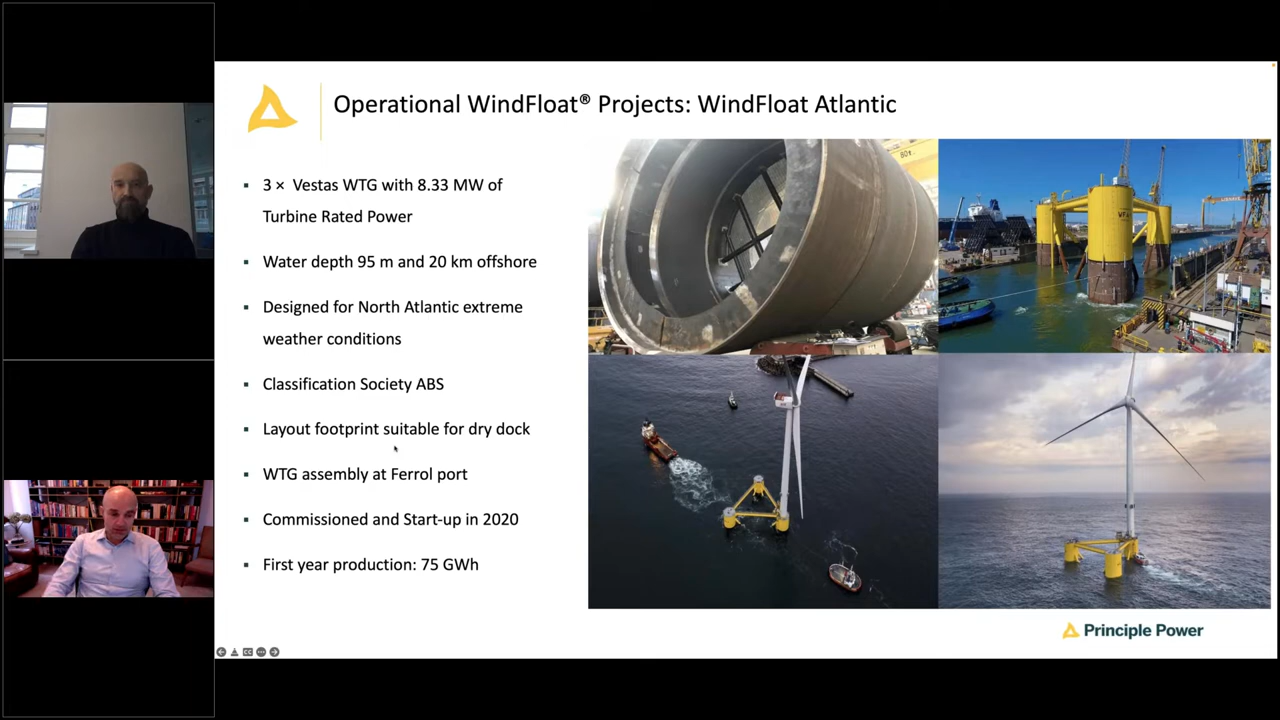 Operational WindFloat® Projects: WindFloat Atlantic
▪ 3 × Vestas WTG with 8.33 MW of
Turbine Rated Power
▪ Water depth 95 m and 20 km offshore
▪ Designed for North Atlantic extreme
weather conditions
▪ Classification Society ABS
▪ Layout footprint suitable for dry dock
▪ WTG assembly at Ferrol port
▪ Commissioned and Start-up in 2020
▪ First year production: 75 GWh
Principle Power